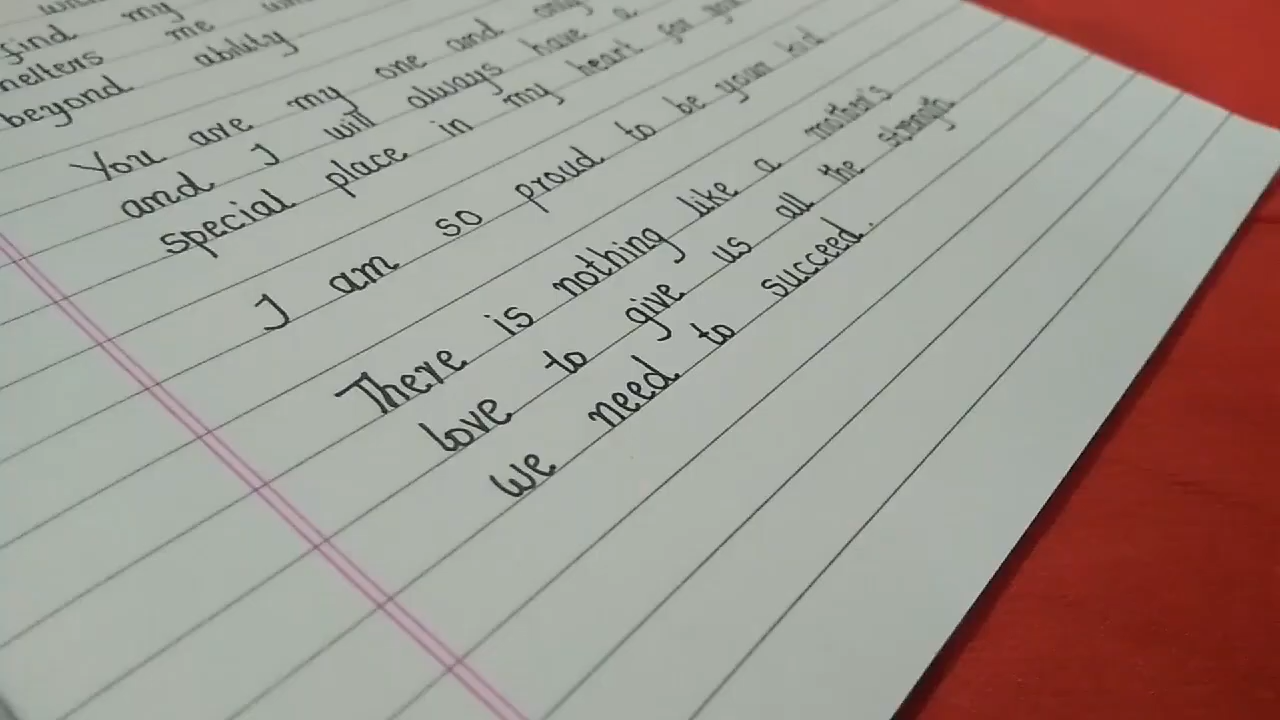 find my
me
beyond ability
You are my one and only
and I will always have a
special place in my heart for you
I am so proud to be your kid
There is nothing like a mother's
love to give us all the strength
we need to succeed.